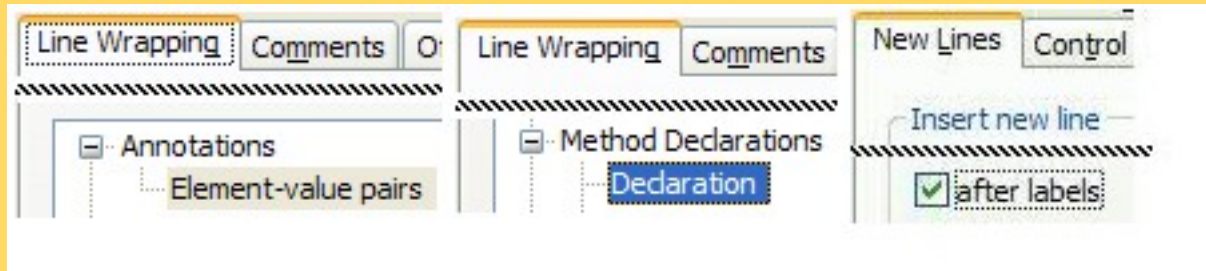 Line Wrapping Comments
Annotations
Element-value pairs
Line Wrapping Comments
Method Declarations
Declaration
New Lines Control
Insert new line
after labels